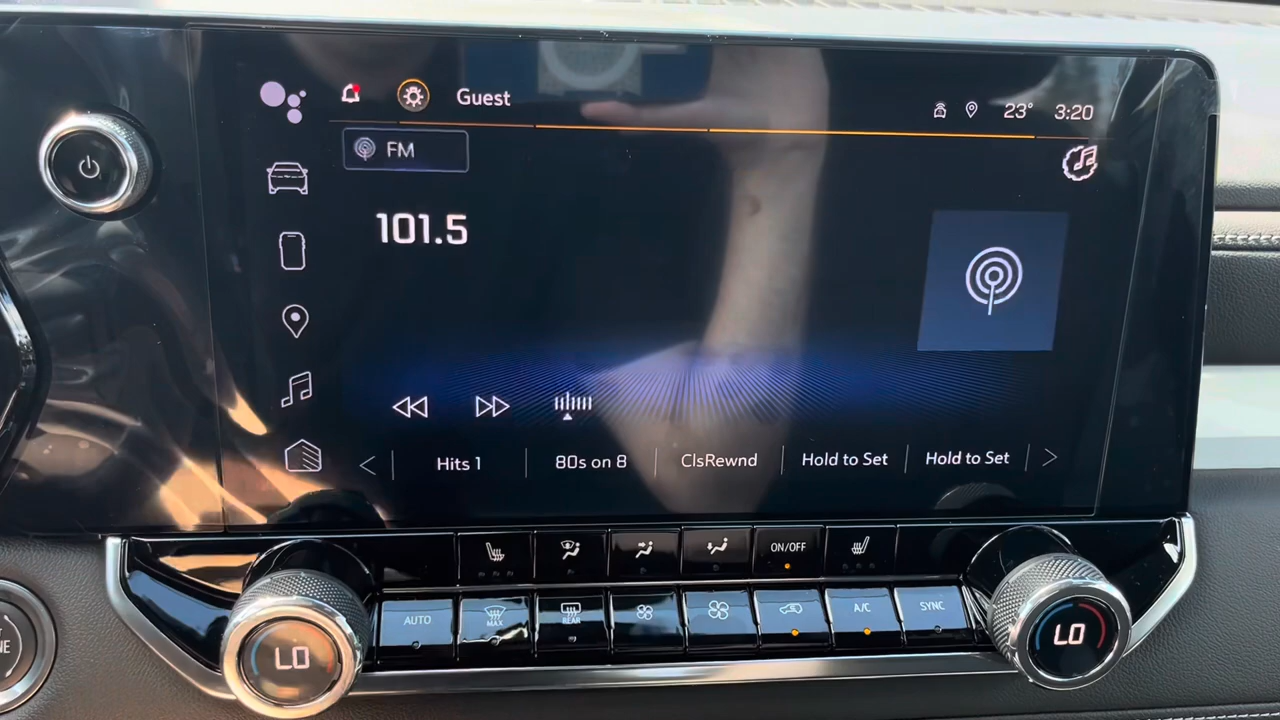 Guest
23° 3:20
FM
101.5
Hits 1
80s on 8
ClsRewnd
Hold to Set
Hold to Set
ON/OFF
AUTO
MAX
REAR
A/C
SYNC
LO
LO
NE